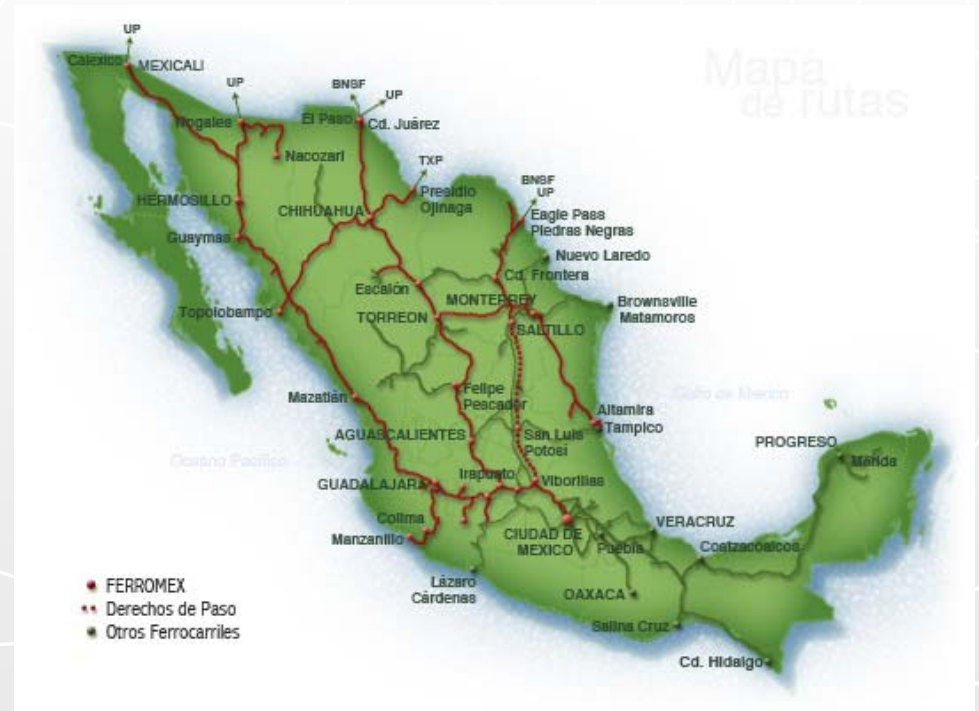 Mapa
de rutas
UP
Calexico
MEXICALI
UP
BNSF
UP
Nogales
El Paso
Cd. Juárez
Nacozari
TXP
BNSF
UP
HERMOSILLO
CHIHUAHUA
Presidio
Ojinaga
Eagle Pass
Piedras Negras
Guaymas
Nuevo Laredo
Cd. Frontera
Escalón
MONTERREY
Brownsville
Matamoros
Topolobampo
TORREON
SALTILLO
Mazatlán
Felipe
Pescador
Golfo de Mexico
Altamira
Tampico
AGUASCALIENTES
San Luis
Potosí
PROGRESO
Mérida
Oceano Pacifico
GUADALAJARA
Irapuato
Viborillas
Colima
Manzanillo
CIUDAD DE
MEXICO
Puebla
VERACRUZ
Coatzacoalcos
Lázaro
Cárdenas
OAXACA
Salina Cruz
Cd. Hidalgo
FERROMEX
Derechos de Paso
Otros Ferrocarriles